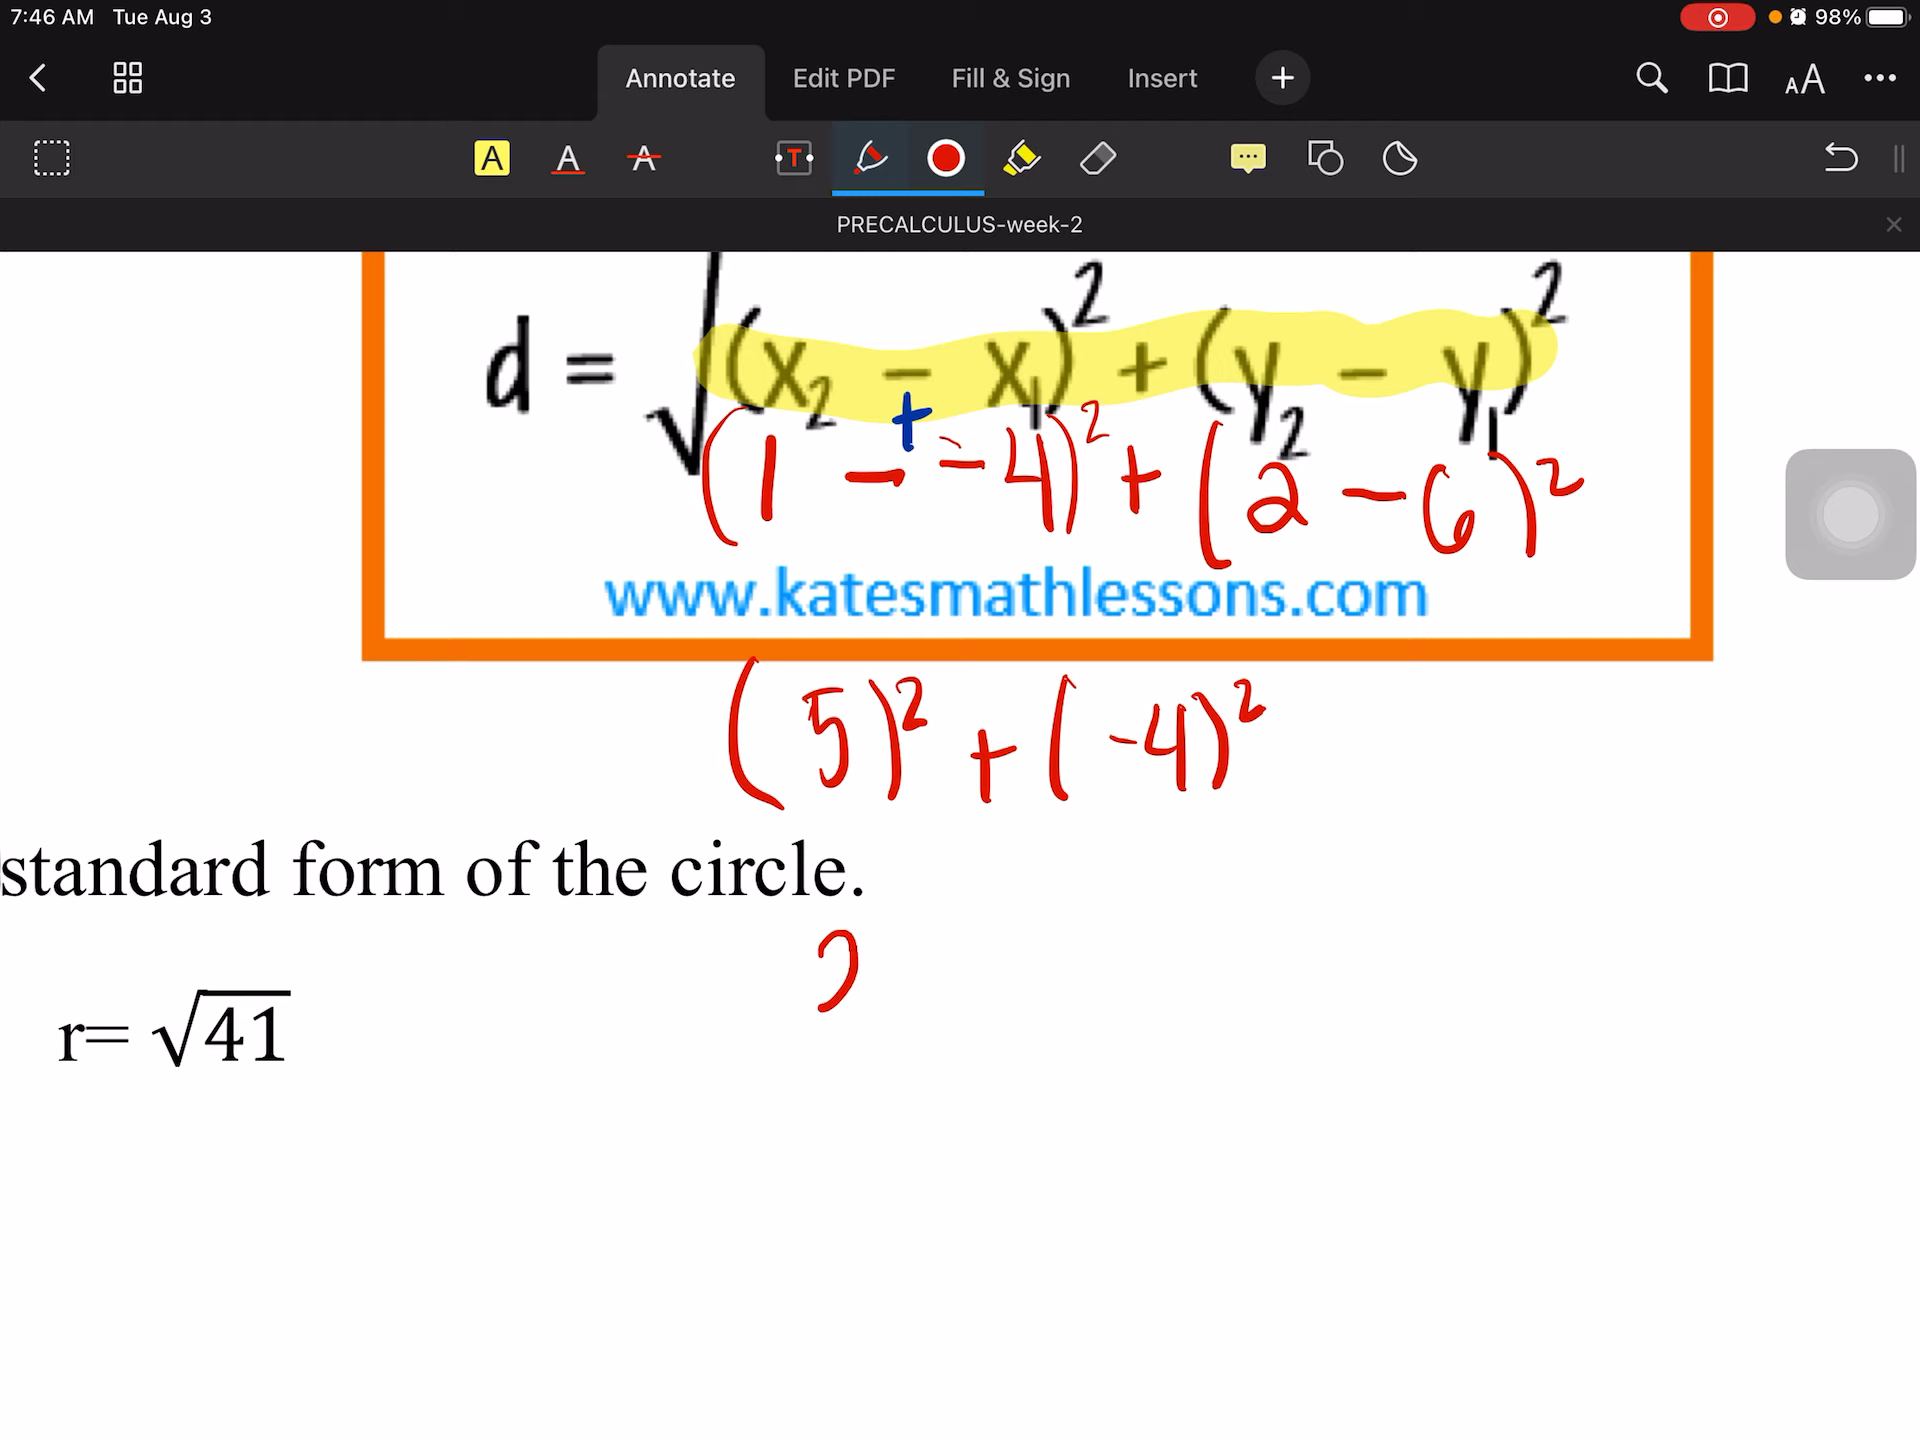 7:46 AM Tue Aug 3 98%
Annotate Edit PDF Fill & Sign Insert + AA
A A A T
PRECALCULUS-week-2
d = √(x₂ − x₁)² + (y₂ − y₁)²
+
(1 − −4)² + (2 − 6)²
www.katesmathlessons.com
(5)² + (-4)²
standard form of the circle.
r= √41